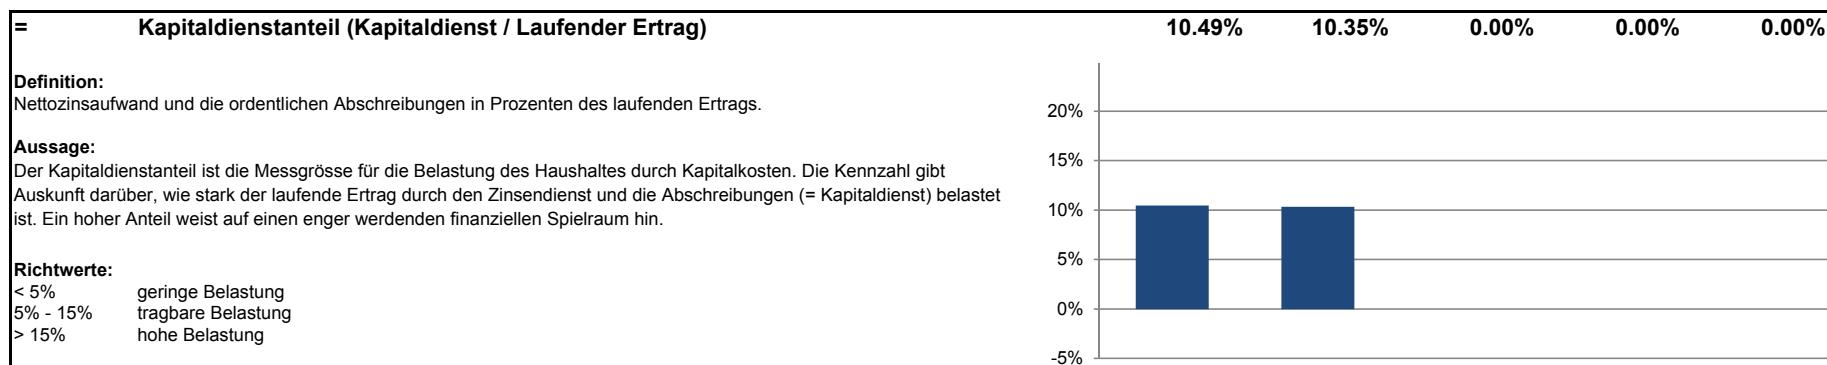 = Kapitaldienstanteil (Kapitaldienst / Laufender Ertrag) 10.49% 10.35% 0.00% 0.00% 0.00%
Definition:
Nettozinsaufwand und die ordentlichen Abschreibungen in Prozenten des laufenden Ertrags.
Aussage:
Der Kapitaldienstanteil ist die Messgrösse für die Belastung des Haushaltes durch Kapitalkosten. Die Kennzahl gibt
Auskunft darüber, wie stark der laufende Ertrag durch den Zinsendienst und die Abschreibungen (= Kapitaldienst) belastet
ist. Ein hoher Anteil weist auf einen enger werdenden finanziellen Spielraum hin.
Richtwerte:
< 5% geringe Belastung
5% - 15% tragbare Belastung
> 15% hohe Belastung
20%
15%
10%
5%
0%
-5%